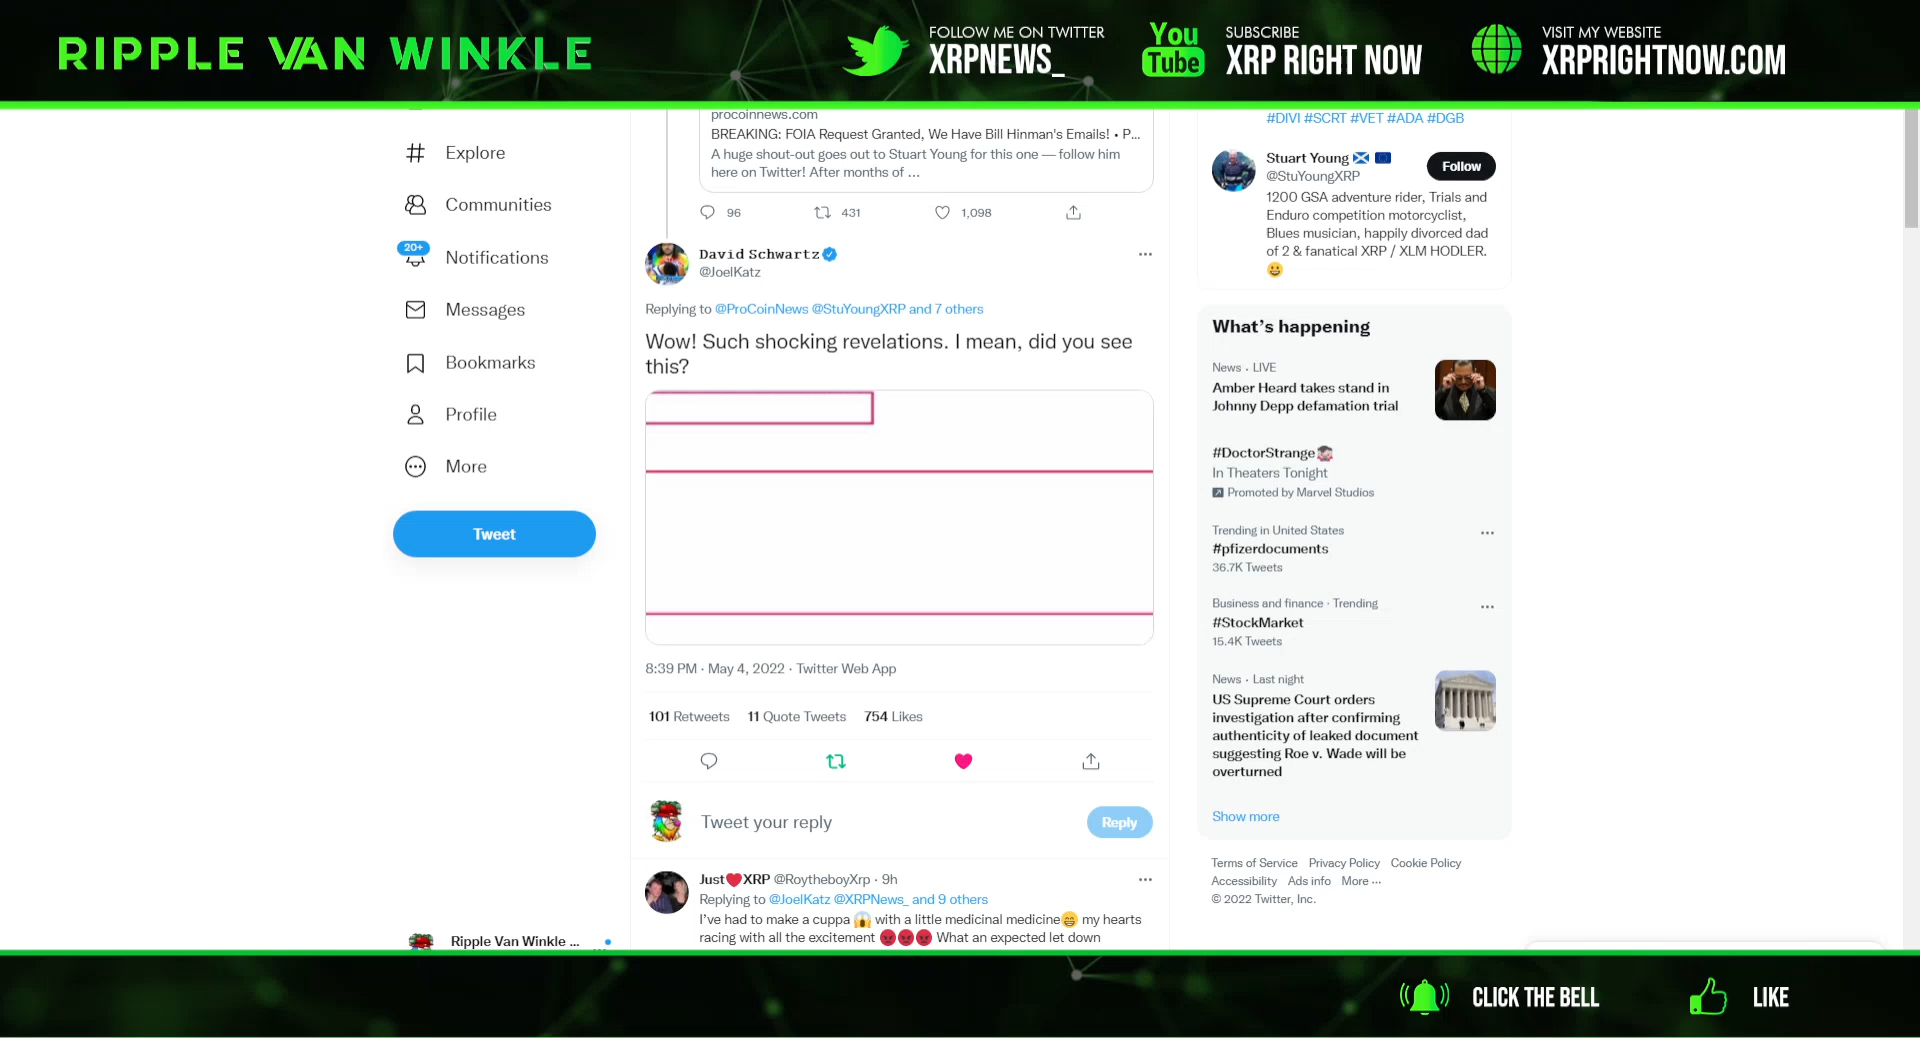 RIPPLE VAN WINKLE
FOLLOW ME ON TWITTER
XRPNEWS_
You
Tube
SUBSCRIBE
XRP RIGHT NOW
VISIT MY WEBSITE
XRPRIGHTNOW.COM
Explore
Communities
20+
Notifications
Messages
Bookmarks
Profile
More
Tweet
Ripple Van Winkle ...
procoinnews.com
BREAKING: FOIA Request Granted, We Have Bill Hinman's Emails! • P...
A huge shout-out goes out to Stuart Young for this one — follow him
here on Twitter! After months of ...
96
431
1,098
David Schwartz
@JoelKatz
Replying to @ProCoinNews @StuYoungXRP and 7 others
Wow! Such shocking revelations. I mean, did you see
this?
8:39 PM · May 4, 2022 · Twitter Web App
101 Retweets 11 Quote Tweets 754 Likes
Tweet your reply
Reply
Just❤️XRP @RoytheboyXrp · 9h
Replying to @JoelKatz @XRPNews_ and 9 others
I've had to make a cuppa 😱 with a little medicinal medicine😁 my hearts
racing with all the excitement 😡😡😡 What an expected let down
#DIVI #SCRT #VET #ADA #DGB
Stuart Young 🏴󠁧󠁢󠁳󠁣󠁴󠁿 🇪🇺
@StuYoungXRP
Follow
1200 GSA adventure rider, Trials and
Enduro competition motorcyclist,
Blues musician, happily divorced dad
of 2 & fanatical XRP / XLM HODLER.
😀
What's happening
News · LIVE
Amber Heard takes stand in
Johnny Depp defamation trial
#DoctorStrange
In Theaters Tonight
Promoted by Marvel Studios
Trending in United States
#pfizerdocuments
36.7K Tweets
Business and finance · Trending
#StockMarket
15.4K Tweets
News · Last night
US Supreme Court orders
investigation after confirming
authenticity of leaked document
suggesting Roe v. Wade will be
overturned
Show more
Terms of Service Privacy Policy Cookie Policy
Accessibility Ads info More ...
© 2022 Twitter, Inc.
CLICK THE BELL
LIKE